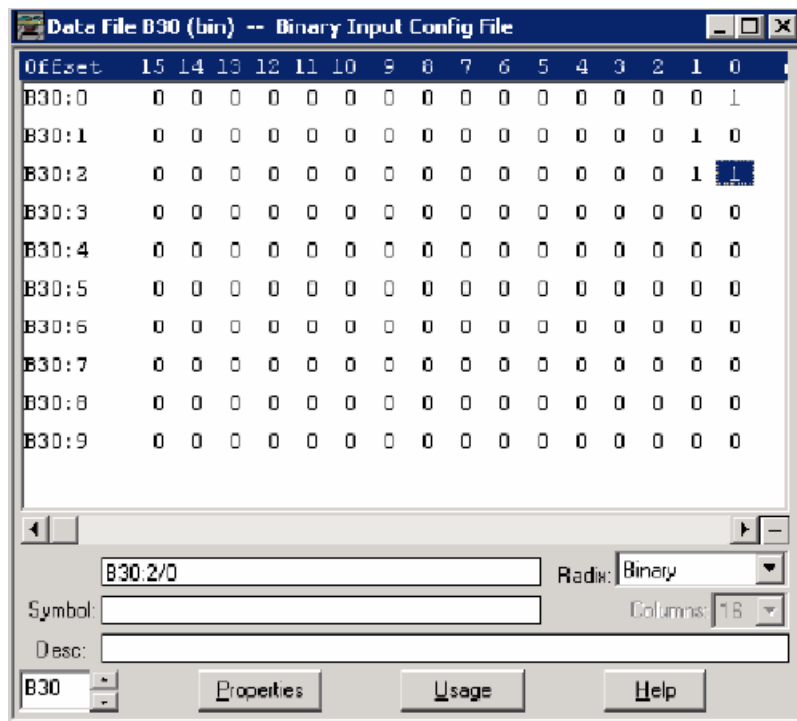 Data File B30 (bin) -- Binary Input Config File
Offset 15 14 13 12 11 10 9 8 7 6 5 4 3 2 1 0
B30:0 0 0 0 0 0 0 0 0 0 0 0 0 0 0 0 1
B30:1 0 0 0 0 0 0 0 0 0 0 0 0 0 0 1 0
B30:2 0 0 0 0 0 0 0 0 0 0 0 0 0 0 1 1
B30:3 0 0 0 0 0 0 0 0 0 0 0 0 0 0 0 0
B30:4 0 0 0 0 0 0 0 0 0 0 0 0 0 0 0 0
B30:5 0 0 0 0 0 0 0 0 0 0 0 0 0 0 0 0
B30:6 0 0 0 0 0 0 0 0 0 0 0 0 0 0 0 0
B30:7 0 0 0 0 0 0 0 0 0 0 0 0 0 0 0 0
B30:8 0 0 0 0 0 0 0 0 0 0 0 0 0 0 0 0
B30:9 0 0 0 0 0 0 0 0 0 0 0 0 0 0 0 0
B30:2/0 Radix: Binary
Symbol: Columns: 16
Desc:
B30 Properties Usage Help